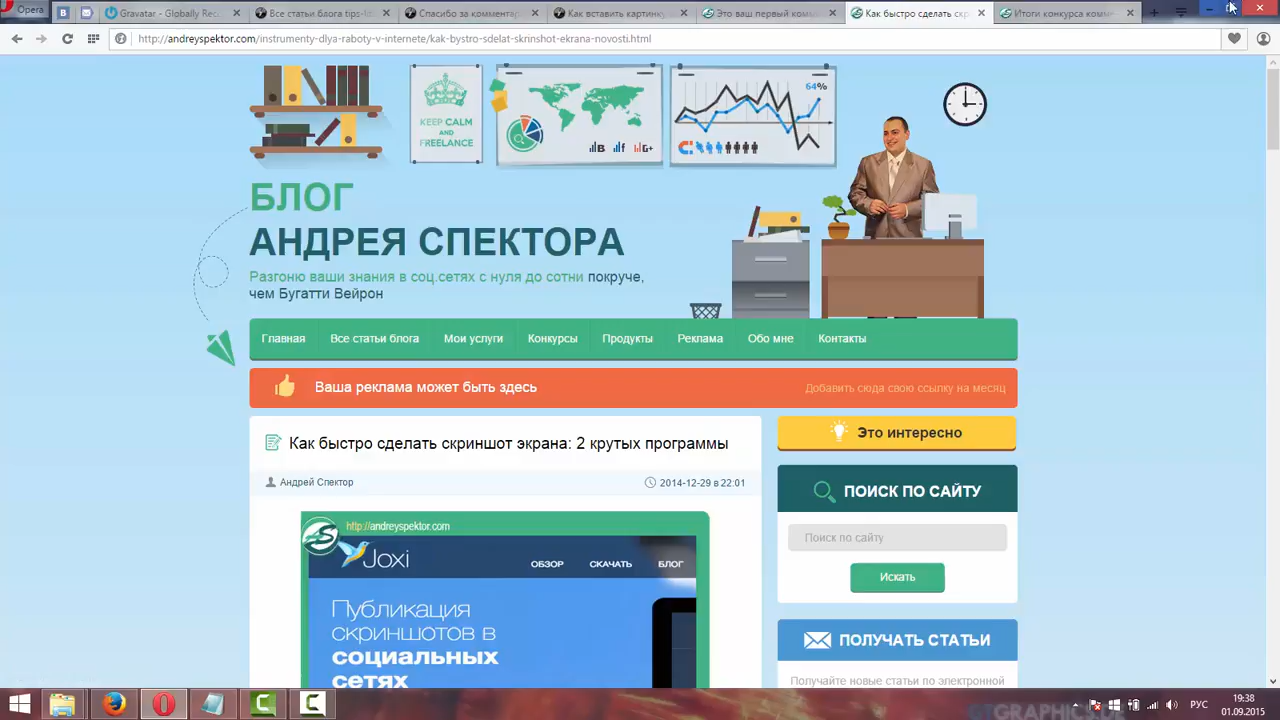 Opera
Gravatar - Globally Rec
Все статьи блога tips-to
Спасибо за комментар
Как вставить картинку
Это ваш первый комм
Как быстро сделать скр
Итоги конкурса комме
http://andreyspektor.com/instrumenty-dlya-raboty-v-internete/kak-bystro-sdelat-skrinshot-ekrana-novosti.html
KEEP CALM
AND
FREELANCE
B
f
G+
64%
БЛОГ
АНДРЕЯ СПЕКТОРА
Разгоню ваши знания в соц.сетях с нуля до сотни покруче,
чем Бугатти Вейрон
Главная
Все статьи блога
Мои услуги
Конкурсы
Продукты
Реклама
Обо мне
Контакты
Ваша реклама может быть здесь
Добавить сюда свою ссылку на месяц
Как быстро сделать скриншот экрана: 2 крутых программы
Андрей Спектор
2014-12-29 в 22:01
http://andreyspektor.com
Joxi
ОБЗОР
СКАЧАТЬ
БЛОГ
Публикация
скриншотов в
социальных
сетях
Это интересно
ПОИСК ПО САЙТУ
Поиск по сайту
Искать
ПОЛУЧАТЬ СТАТЬИ
Получайте новые статьи по электронной
РУС
19:38
01.09.2015